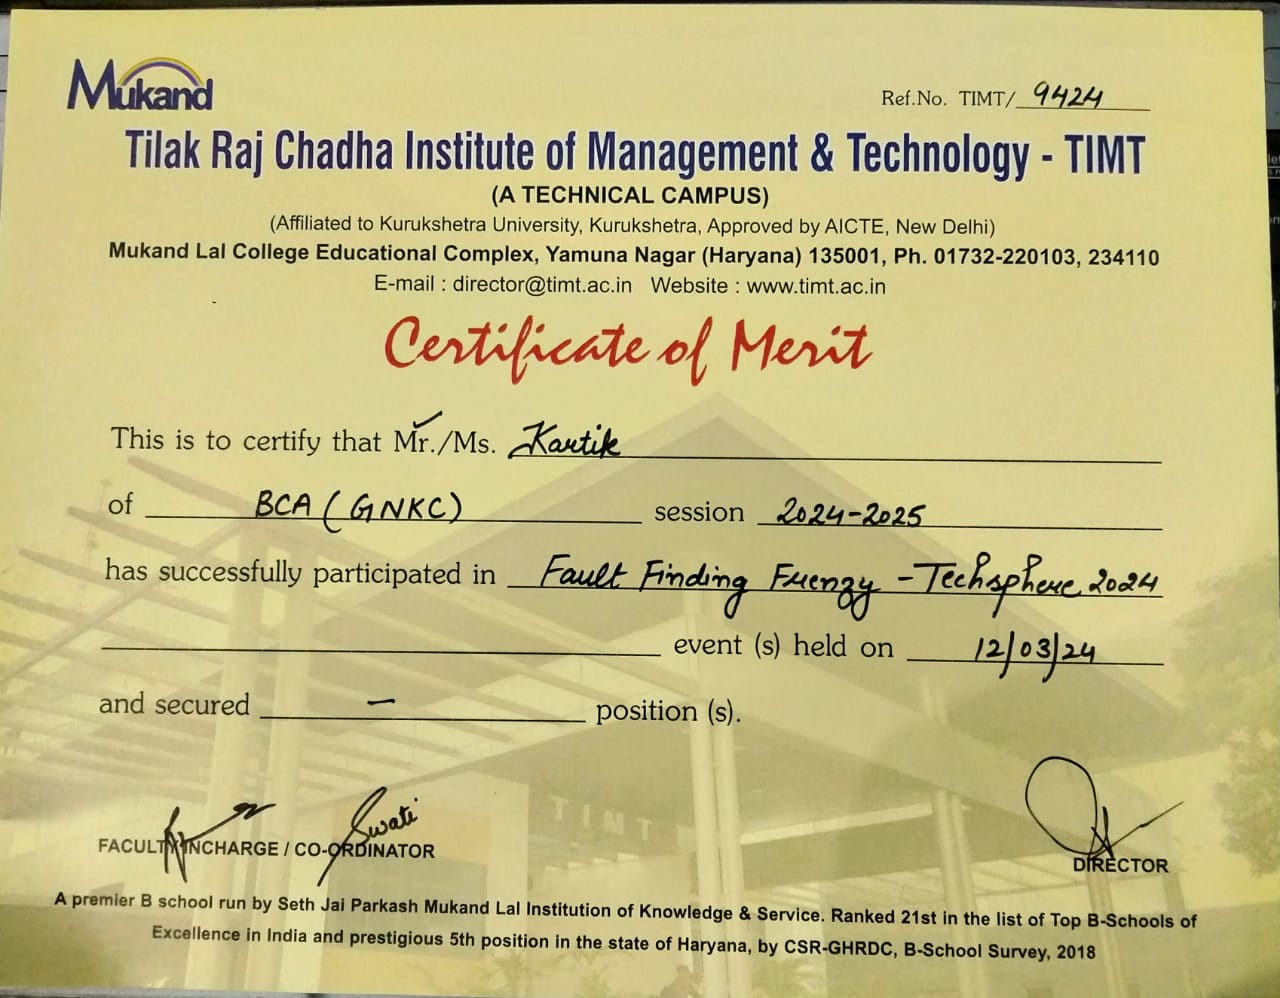 Mukand
Ref.No. TIMT/ 9424
Tilak Raj Chadha Institute of Management & Technology - TIMT
(A TECHNICAL CAMPUS)
(Affiliated to Kurukshetra University, Kurukshetra, Approved by AICTE, New Delhi)
Mukand Lal College Educational Complex, Yamuna Nagar (Haryana) 135001, Ph. 01732-220103, 234110
E-mail : director@timt.ac.in Website : www.timt.ac.in
Certificate of Merit
This is to certify that Mr./Ms. Kartik
of BCA (GNKC) session 2024-2025
has successfully participated in Fault Finding Frenzy - Techsphere 2024
event (s) held on 12/03/24
and secured – position (s).
TIMT
Swati
FACULTY INCHARGE / CO-ORDINATOR
DIRECTOR
A premier B school run by Seth Jai Parkash Mukand Lal Institution of Knowledge & Service. Ranked 21st in the list of Top B-Schools of
Excellence in India and prestigious 5th position in the state of Haryana, by CSR-GHRDC, B-School Survey, 2018